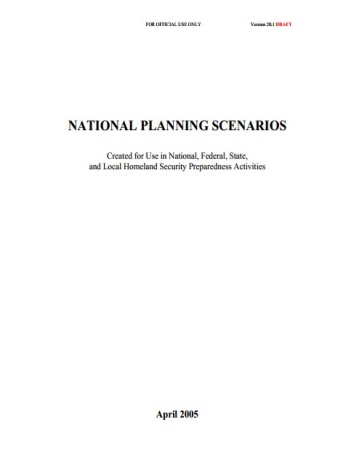 FOR OFFICIAL USE ONLY Version 20.1 DRAFT
NATIONAL PLANNING SCENARIOS
Created for Use in National, Federal, State,
and Local Homeland Security Preparedness Activities
April 2005